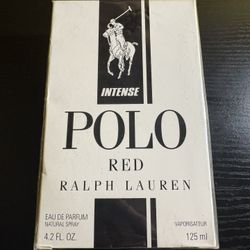 INTENSE
POLO
RED
RALPH LAUREN
EAU DE PARFUM
NATURAL SPRAY
VAPORISATEUR
4.2 FL. OZ.
125 ml